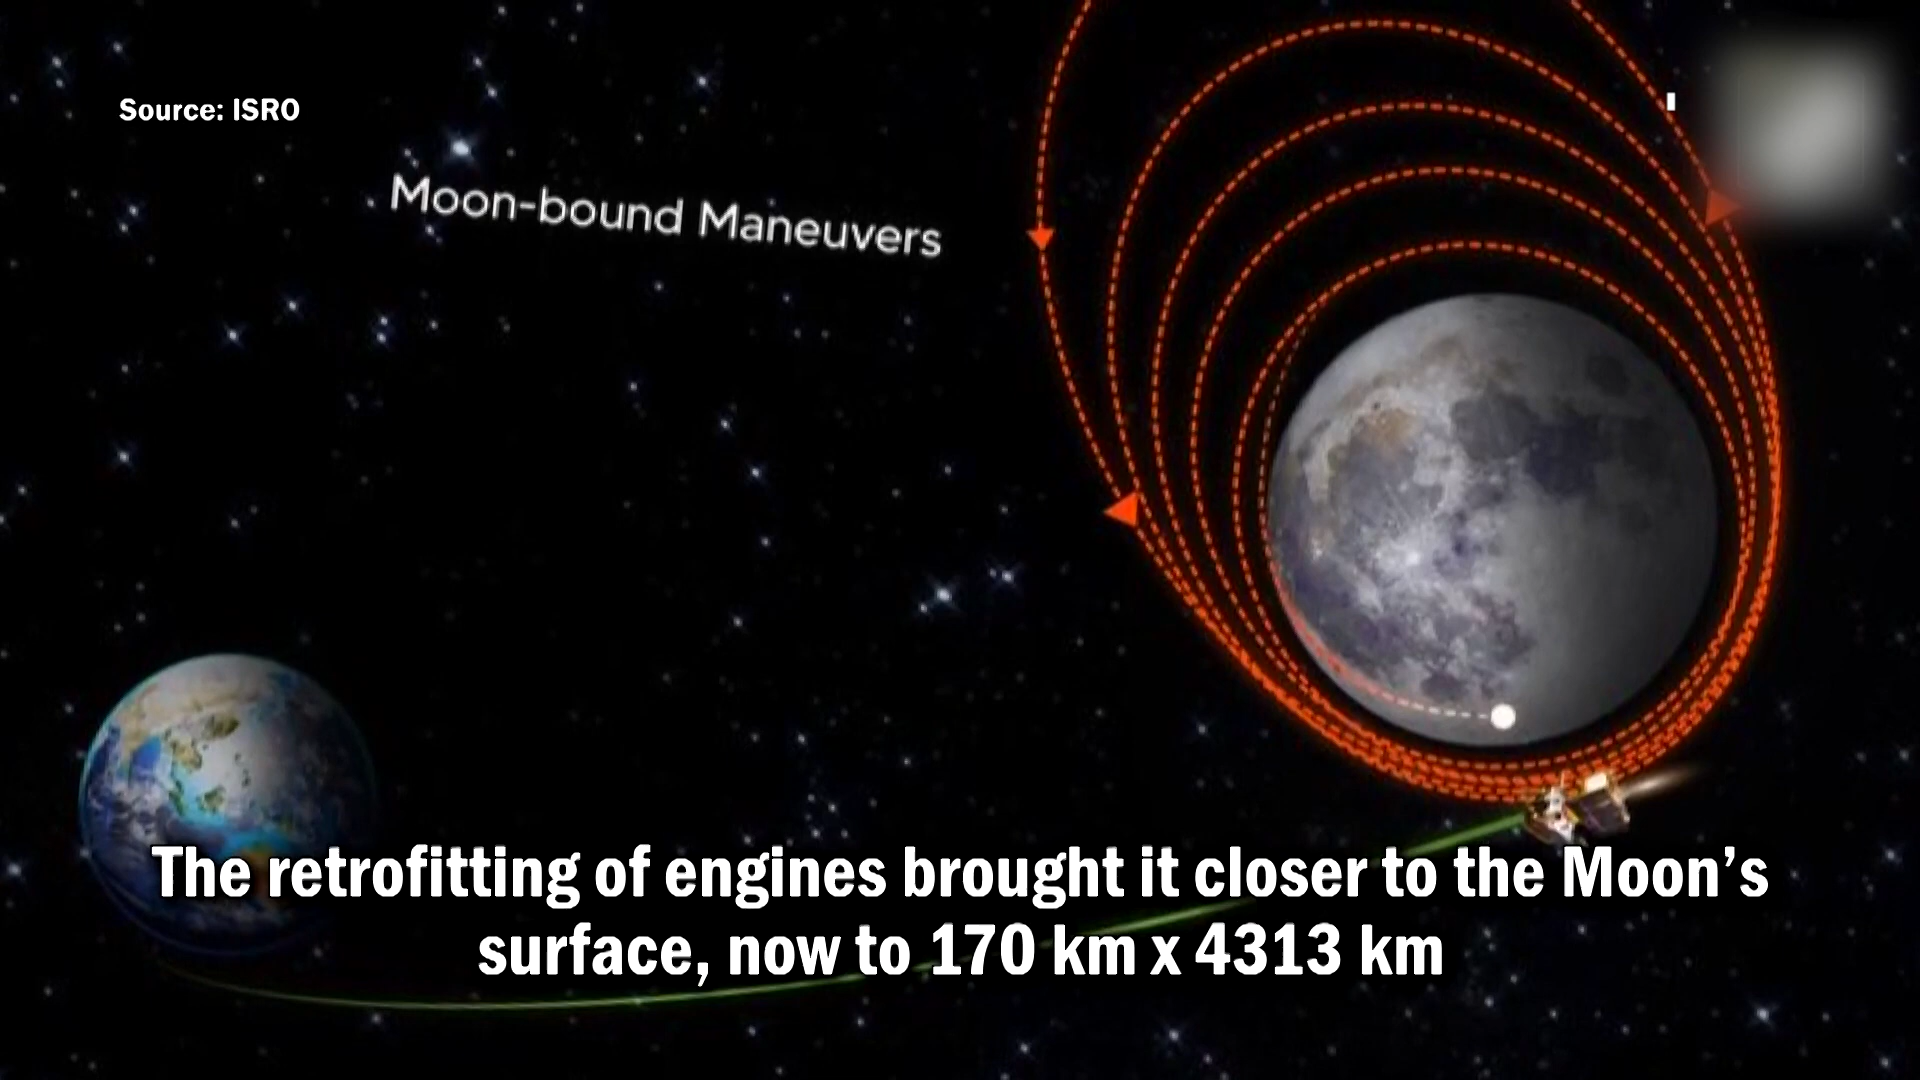 Source: ISRO
Moon-bound Maneuvers
The retrofitting of engines brought it closer to the Moon’s
surface, now to 170 km x 4313 km